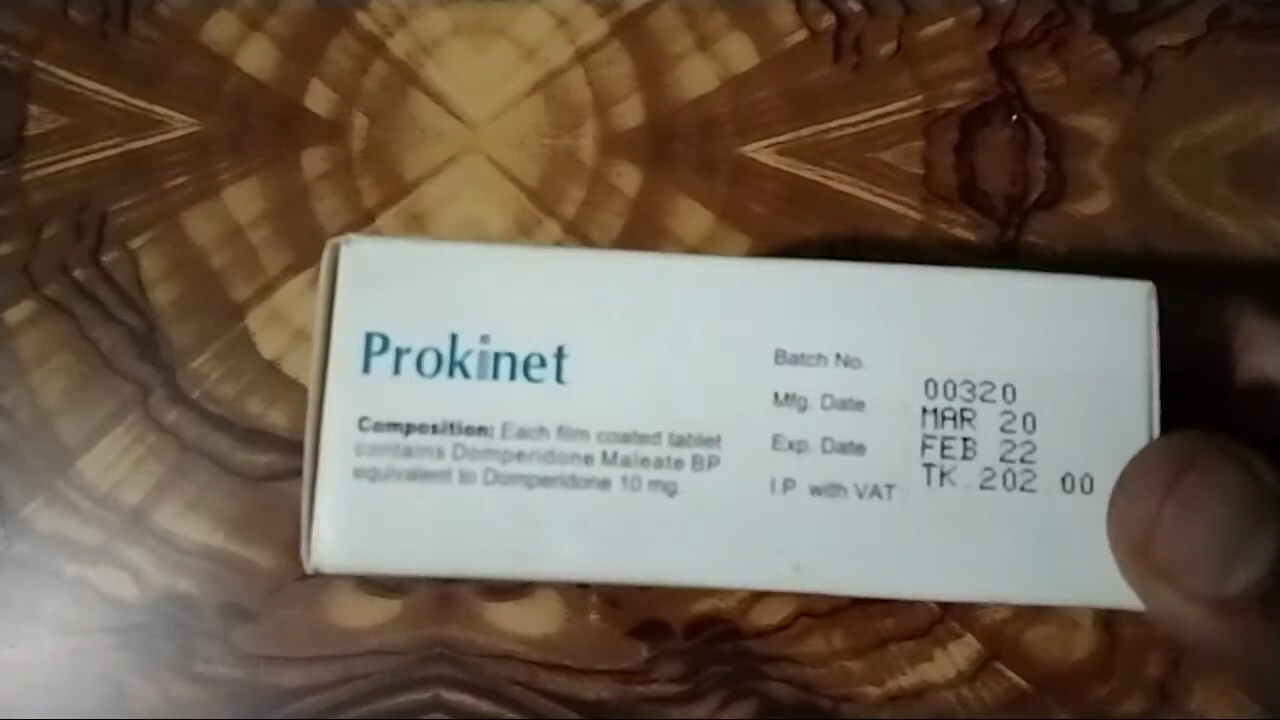 Prokinet
Composition: Each film coated tablet
contains Domperidone Maleate BP
equivalent to Domperidone 10 mg
Batch No.
Mfg. Date
Exp. Date
I.P with VAT
00320
MAR 20
FEB 22
TK 202 00